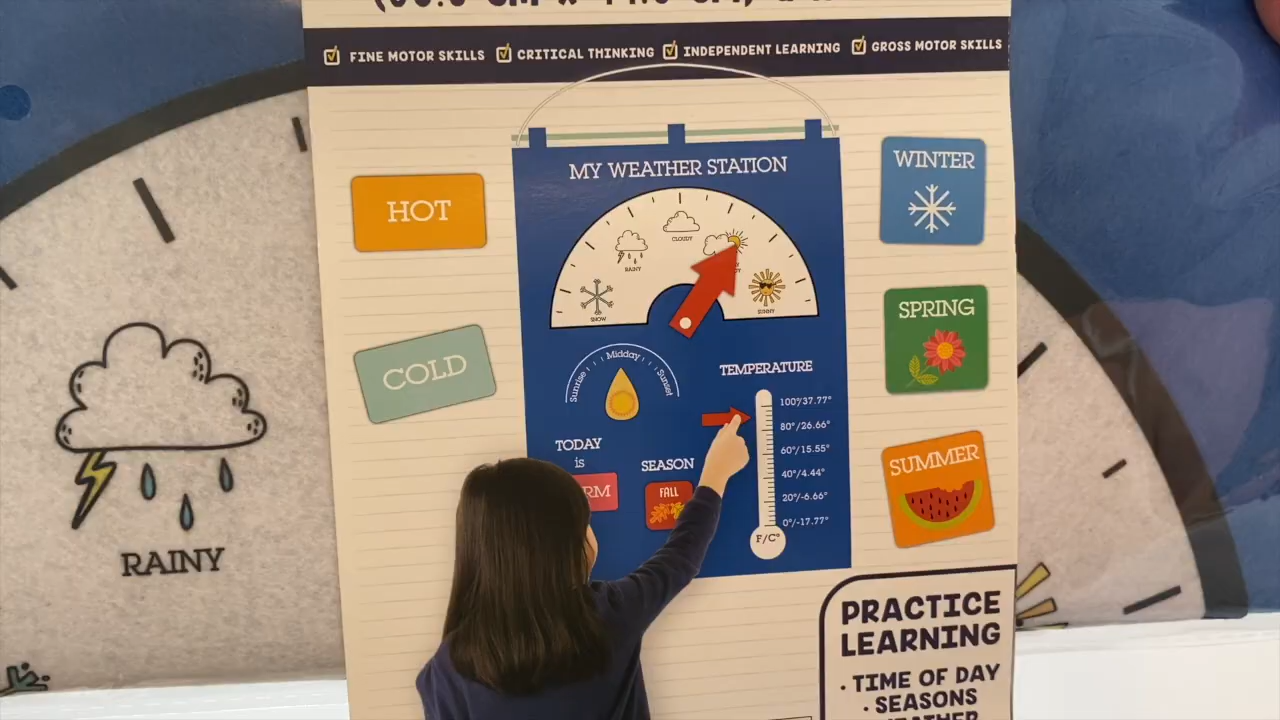 FINE MOTOR SKILLS
CRITICAL THINKING
INDEPENDENT LEARNING
GROSS MOTOR SKILLS
MY WEATHER STATION
HOT
COLD
SNOW
RAINY
CLOUDY
SUNNY
WINTER
SPRING
SUMMER
Sunrise
Midday
Sunset
TEMPERATURE
100°/37.77°
80°/26.66°
60°/15.55°
40°/4.44°
20°/-6.66°
0°/-17.77°
F/C°
TODAY
is
SEASON
FALL
RAINY
PRACTICE
LEARNING
· TIME OF DAY
· SEASONS